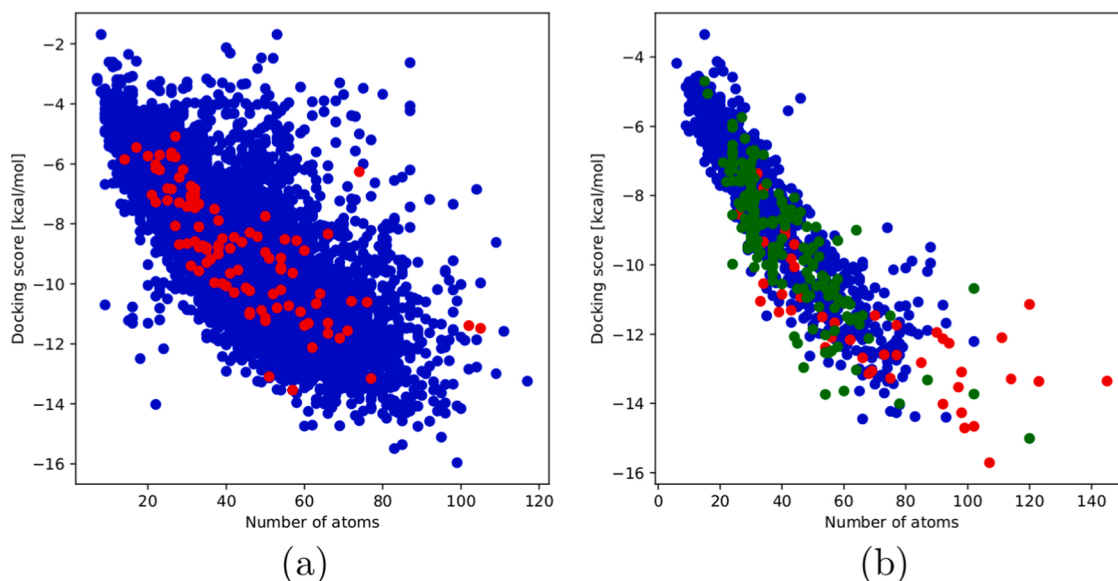 −2
−4
−6
−8
−10
−12
−14
−16
Docking score [kcal/mol]
20 40 60 80 100 120
Number of atoms
(a)
−4
−6
−8
−10
−12
−14
−16
Docking score [kcal/mol]
0 20 40 60 80 100 120 140
Number of atoms
(b)